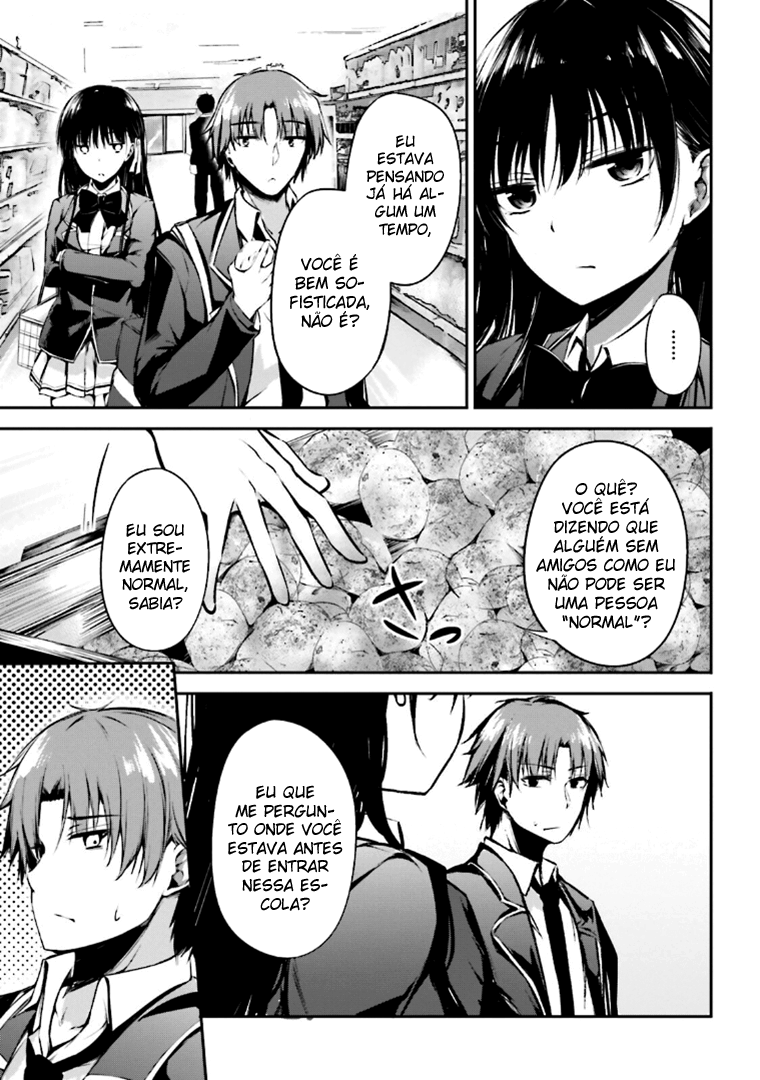 ......
EU
ESTAVA
PENSANDO
JÁ HÁ AL-
GUM UM
TEMPO,
VOCÊ É
BEM SO-
FISTICADA,
NÃO É?
O QUÊ?
VOCÊ ESTÁ
DIZENDO QUE
ALGUÉM SEM
AMIGOS COMO EU
NÃO PODE SER
UMA PESSOA
“NORMAL”?
EU SOU
EXTRE-
MAMENTE
NORMAL,
SABIA?
EU QUE
ME PERGUN-
TO ONDE VOCÊ
ESTAVA ANTES
DE ENTRAR
NESSA ES-
COLA?